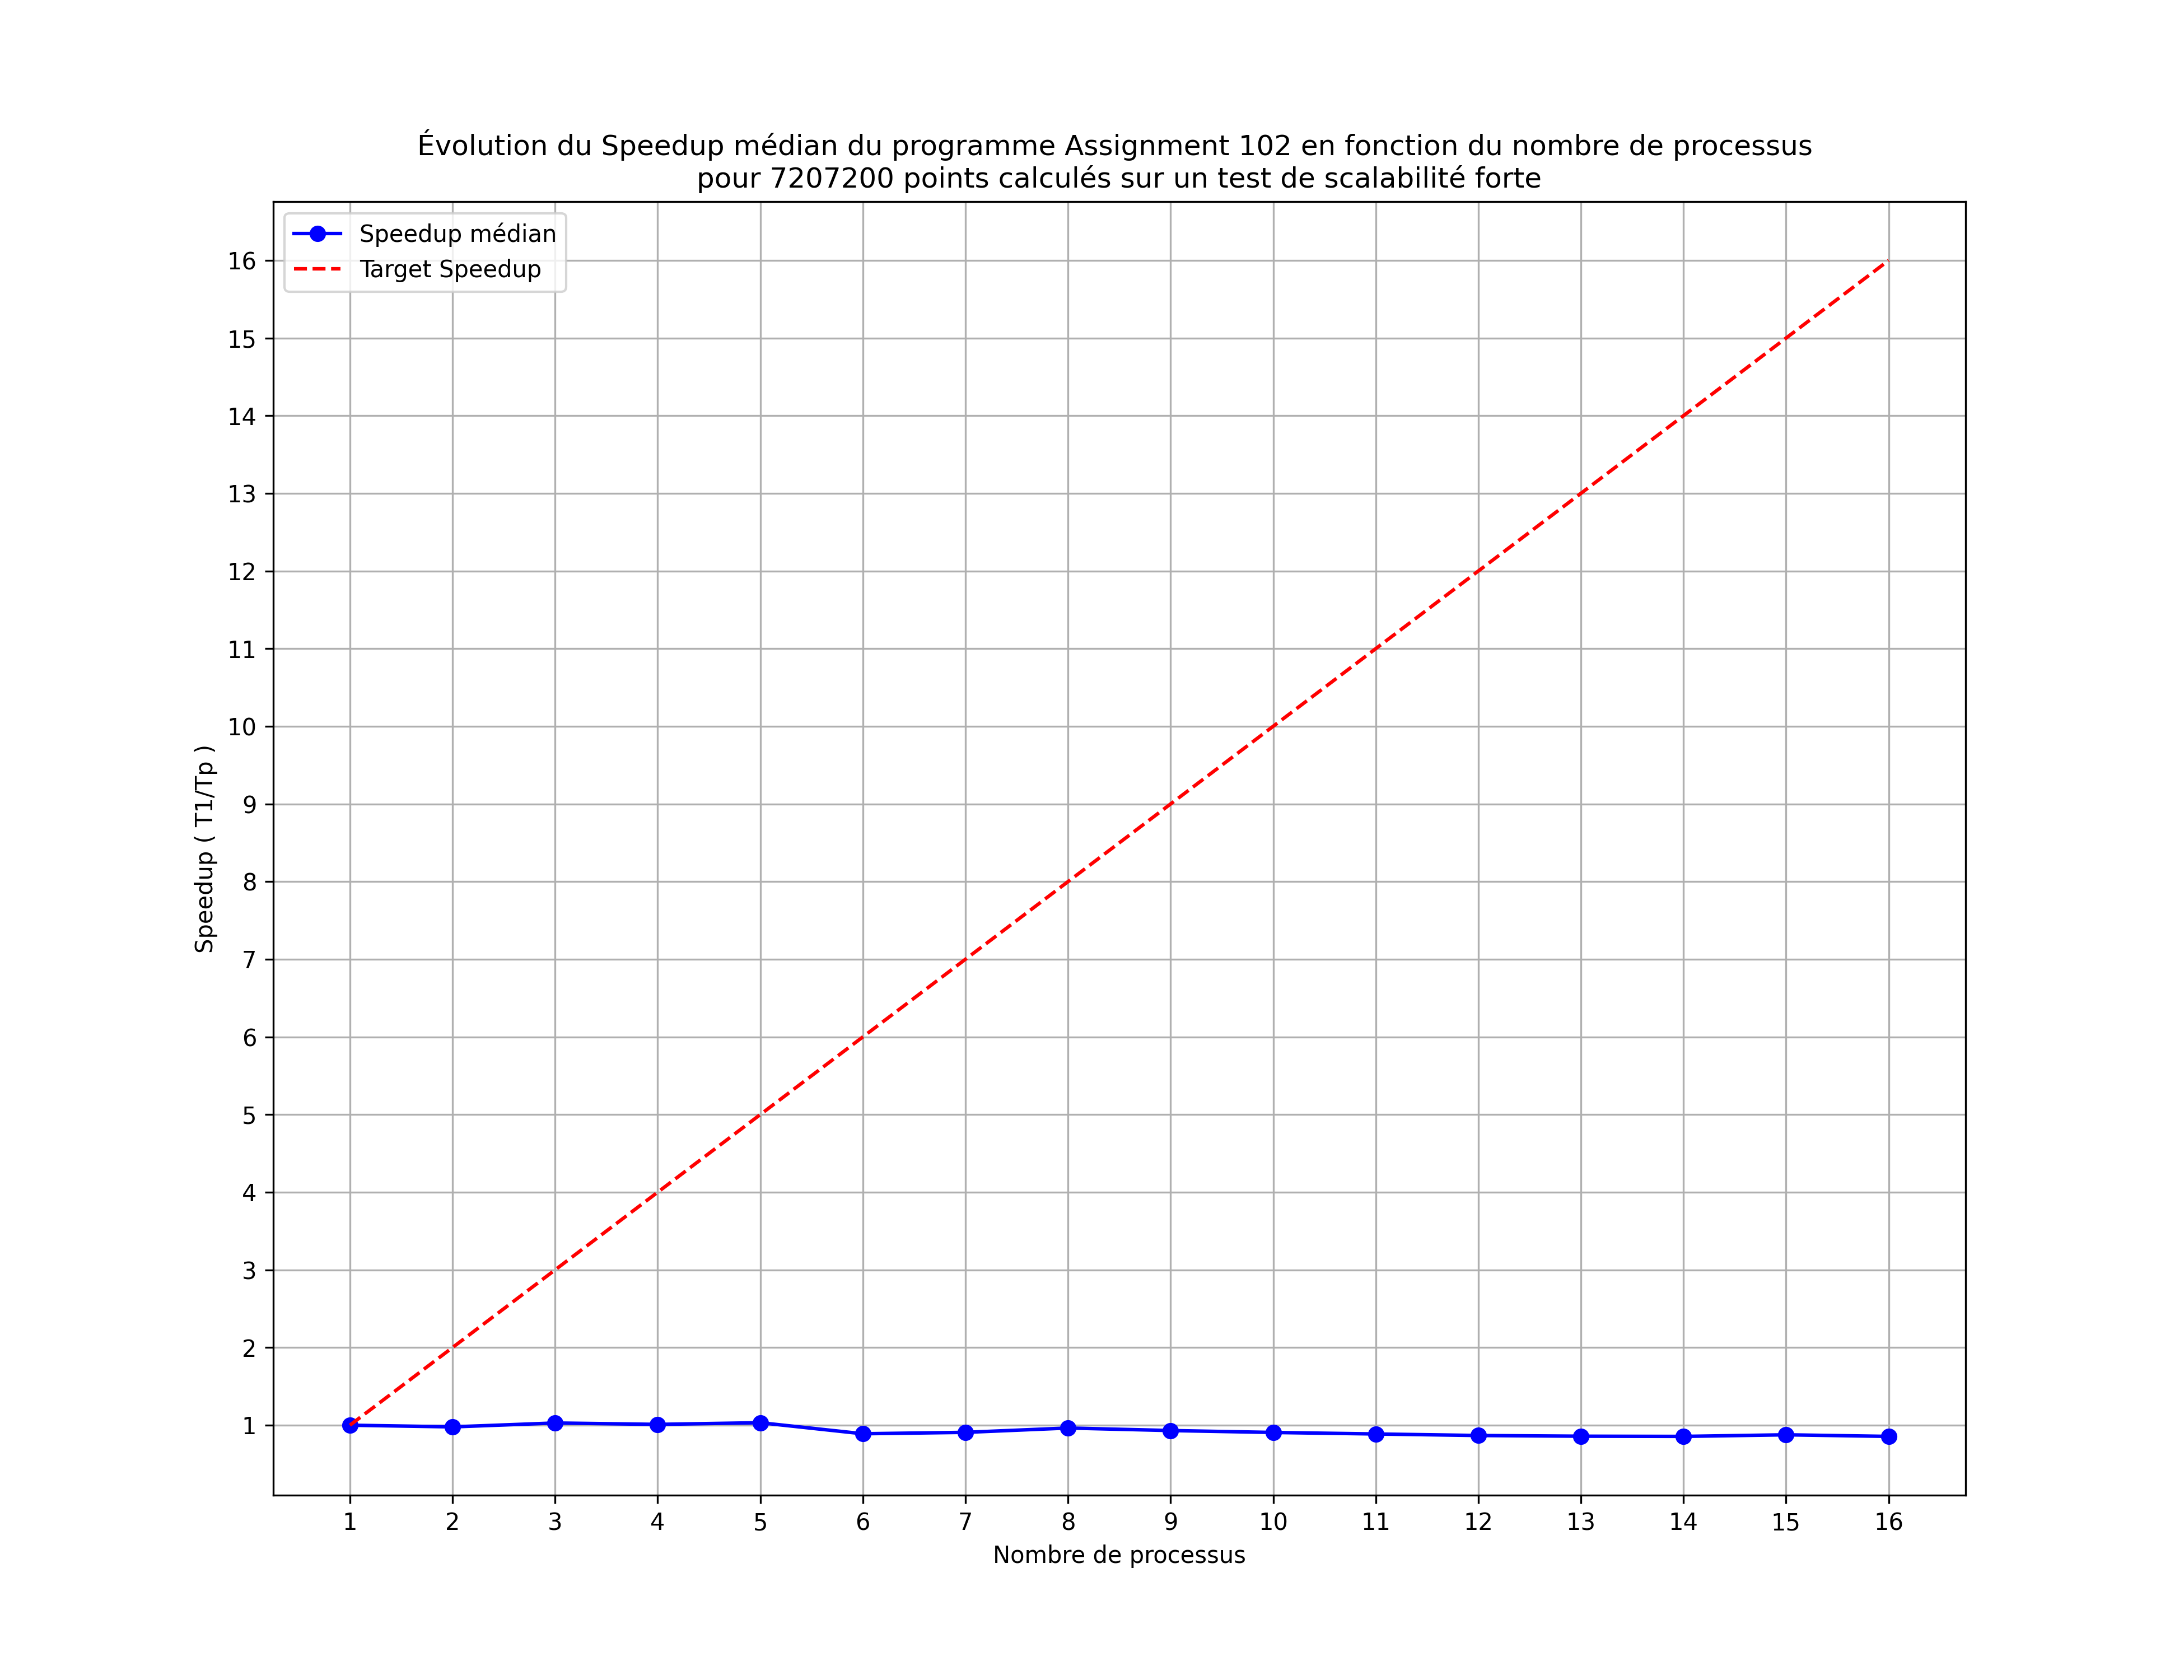 Évolution du Speedup médian du programme Assignment 102 en fonction du nombre de processus
pour 7207200 points calculés sur un test de scalabilité forte
Speedup médian
Target Speedup
16
15
14
13
12
11
10
9
8
7
6
5
4
3
2
1
Speedup ( T1/Tp )
1 2 3 4 5 6 7 8 9 10 11 12 13 14 15 16
Nombre de processus